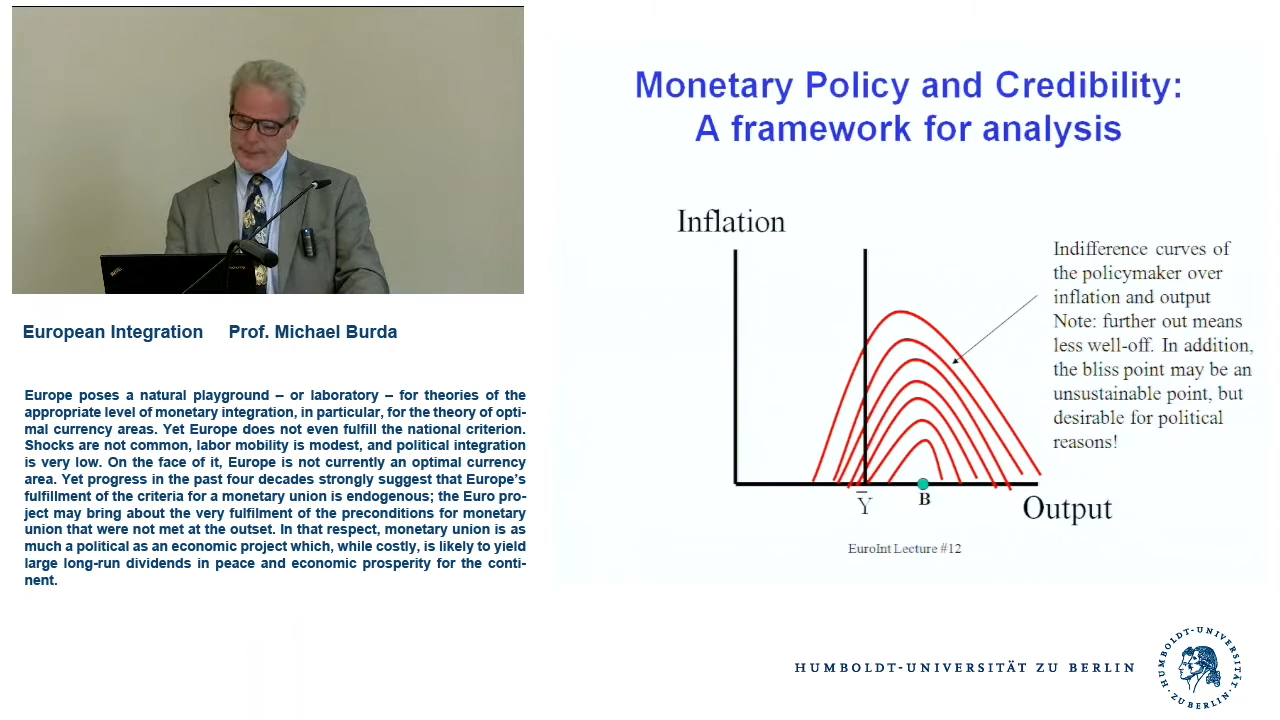 Monetary Policy and Credibility:
A framework for analysis
Inflation
Indifference curves of
the policymaker over
inflation and output
Note: further out means
less well-off. In addition,
the bliss point may be an
unsustainable point, but
desirable for political
reasons!
Y̅
B
Output
EuroInt Lecture #12
European Integration Prof. Michael Burda
Europe poses a natural playground – or laboratory – for theories of the
appropriate level of monetary integration, in particular, for the theory of opti-
mal currency areas. Yet Europe does not even fulfill the national criterion.
Shocks are not common, labor mobility is modest, and political integration
is very low. On the face of it, Europe is not currently an optimal currency
area. Yet progress in the past four decades strongly suggest that Europe's
fulfillment of the criteria for a monetary union is endogenous; the Euro pro-
ject may bring about the very fulfilment of the preconditions for monetary
union that were not met at the outset. In that respect, monetary union is as
much a political as an economic project which, while costly, is likely to yield
large long-run dividends in peace and economic prosperity for the conti-
nent.
HUMBOLDT-UNIVERSITÄT ZU BERLIN
HUMBOLDT-UNIVERSITÄT ZU BERLIN